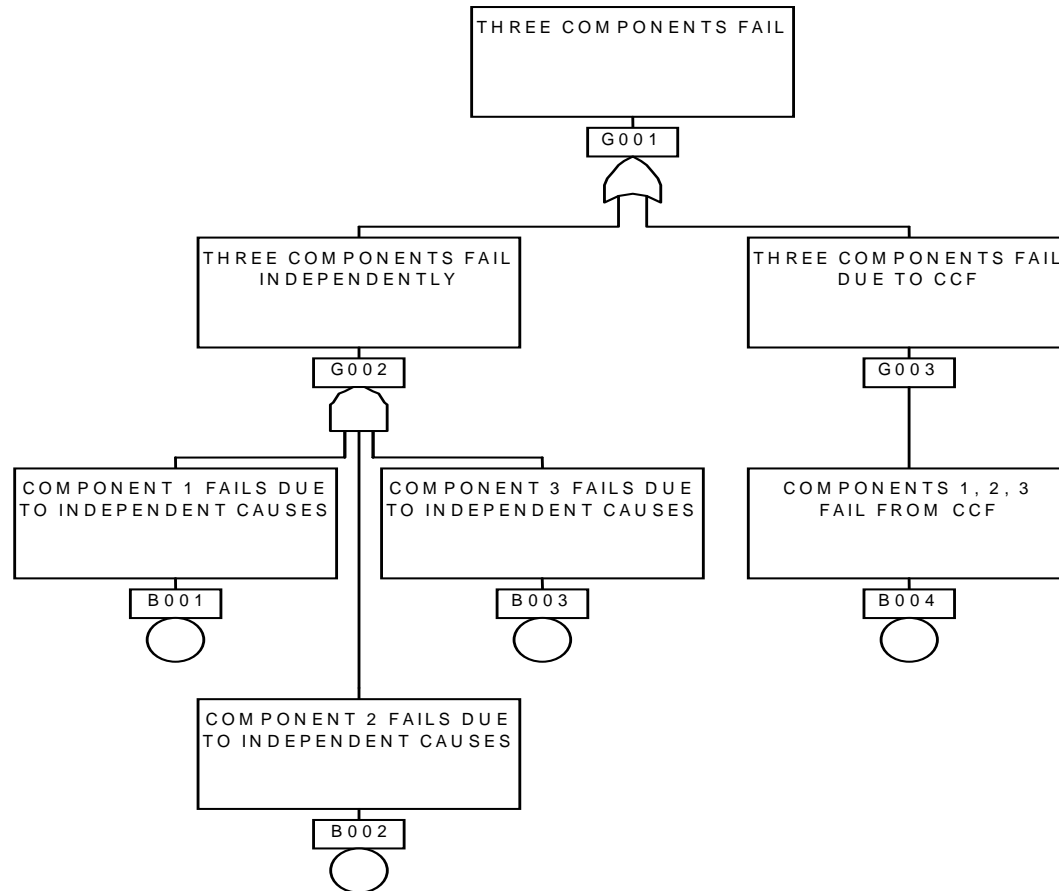 THREE COMPONENTS FAIL
G001
THREE COMPONENTS FAIL
INDEPENDENTLY
G002
THREE COMPONENTS FAIL
DUE TO CCF
G003
COMPONENT 1 FAILS DUE
TO INDEPENDENT CAUSES
B001
COMPONENT 3 FAILS DUE
TO INDEPENDENT CAUSES
B003
COMPONENTS 1, 2, 3
FAIL FROM CCF
B004
COMPONENT 2 FAILS DUE
TO INDEPENDENT CAUSES
B002